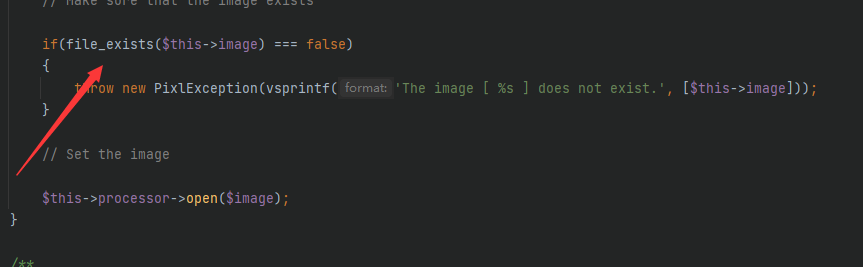 // Make sure that the image exists
if(file_exists($this->image) === false)
{
throw new PixlException(vsprintf( format: 'The image [ %s ] does not exist.', [$this->image]));
}
// Set the image
$this->processor->open($image);
}
/**